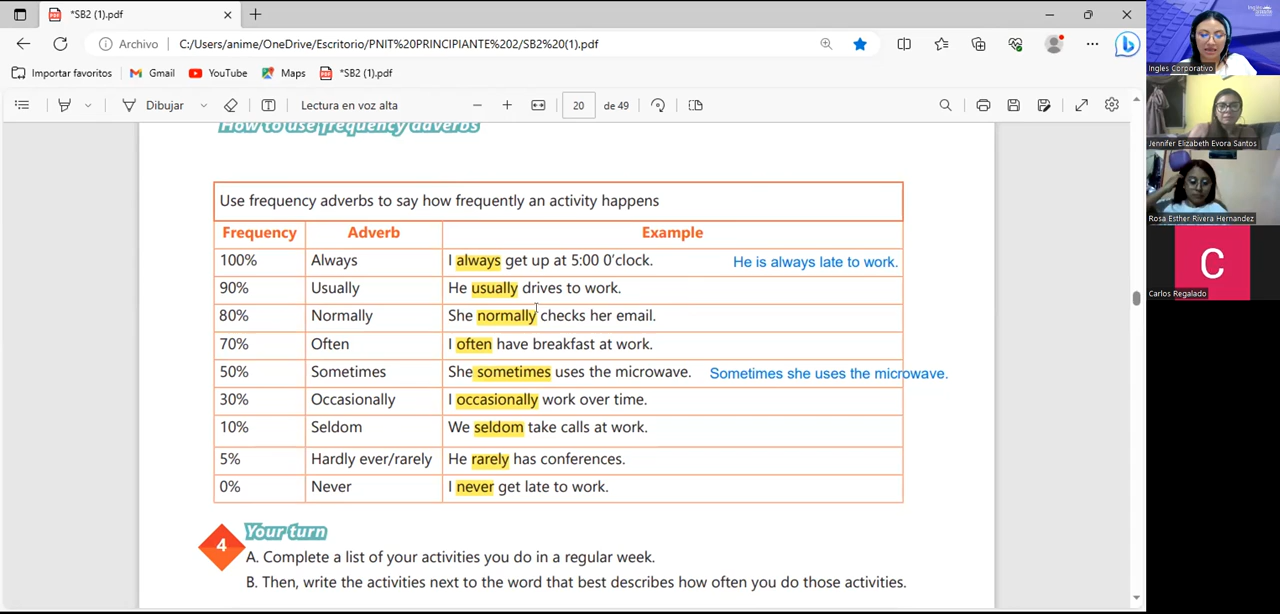 *SB2 (1).pdf
Archivo C:/Users/anime/OneDrive/Escritorio/PNIT%20PRINCIPIANTE%202/SB2%20(1).pdf
Importar favoritos Gmail YouTube Maps *SB2 (1).pdf
Dibujar Lectura en voz alta 20 de 49
How to use frequency adverbs
Use frequency adverbs to say how frequently an activity happens
Frequency Adverb Example
100% Always I always get up at 5:00 0'clock. He is always late to work.
90% Usually He usually drives to work.
80% Normally She normally checks her email.
70% Often I often have breakfast at work.
50% Sometimes She sometimes uses the microwave. Sometimes she uses the microwave.
30% Occasionally I occasionally work over time.
10% Seldom We seldom take calls at work.
5% Hardly ever/rarely He rarely has conferences.
0% Never I never get late to work.
4 Your turn
A. Complete a list of your activities you do in a regular week.
B. Then, write the activities next to the word that best describes how often you do those activities.
Ingles Corporativo
Jennifer Elizabeth Evora Santos
Rosa Esther Rivera Hernandez
C
Carlos Regalado